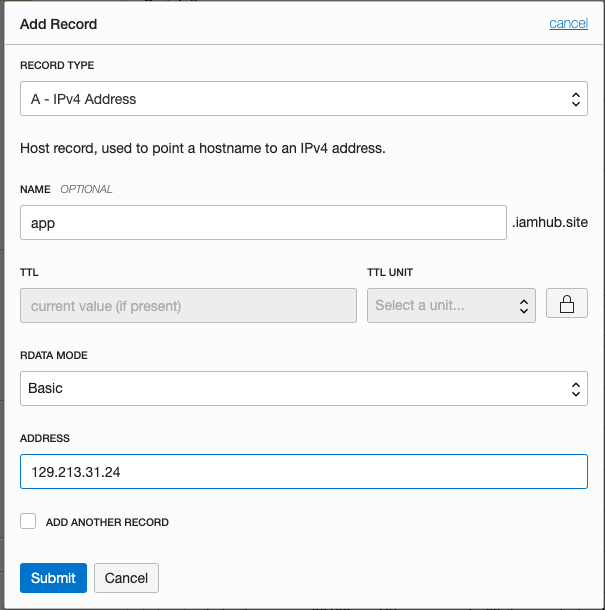 Add Record cancel
RECORD TYPE
A - IPv4 Address
Host record, used to point a hostname to an IPv4 address.
NAME OPTIONAL
app .iamhub.site
TTL TTL UNIT
current value (if present) Select a unit...
RDATA MODE
Basic
ADDRESS
129.213.31.24
ADD ANOTHER RECORD
Submit Cancel